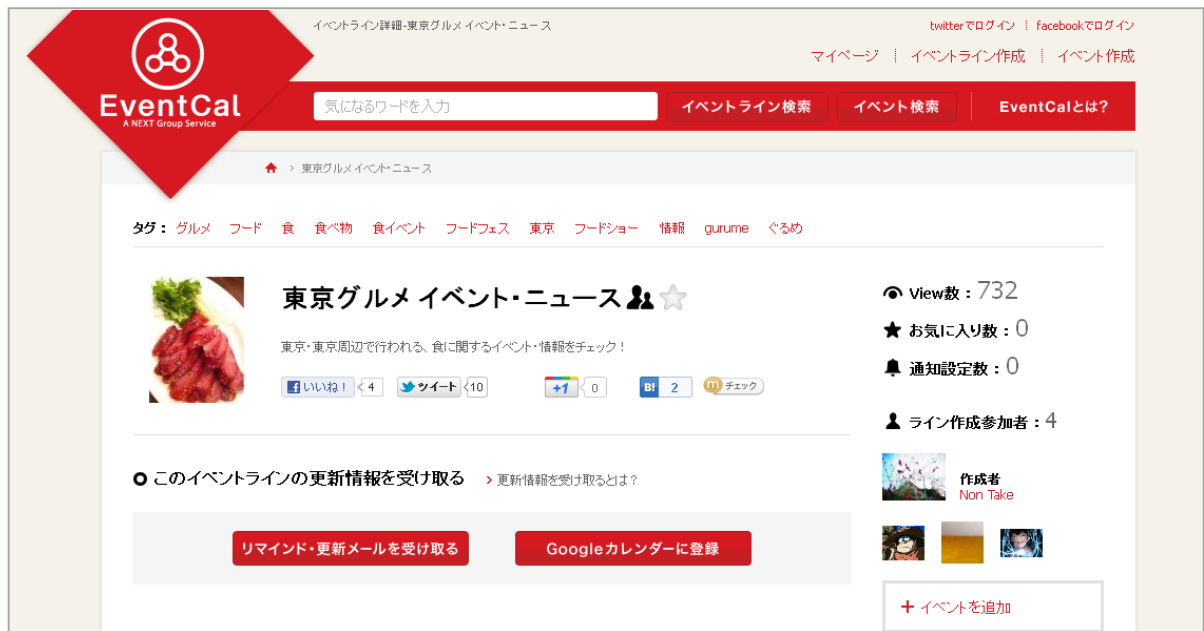 イベントライン詳細-東京グルメ イベント・ニュース
twitterでログイン | facebookでログイン
マイページ | イベントライン作成 | イベント作成
EventCal
A NEXT Group Service
気になるワードを入力
イベントライン検索
イベント検索
EventCalとは?
> 東京グルメ イベント・ニュース
タグ： グルメ フード 食 食べ物 食イベント フードフェス 東京 フードショー 情報 gurume ぐるめ
東京グルメ イベント・ニュース
東京・東京周辺で行われる、食に関するイベント・情報をチェック！
いいね！ 4 ツイート 10 +1 0 B! 2 m チェック
View数：732
お気に入り数：0
通知設定数：0
ライン作成参加者：4
作成者
Non Take
このイベントラインの更新情報を受け取る > 更新情報を受け取るとは？
リマインド・更新メールを受け取る
Googleカレンダーに登録
+ イベントを追加